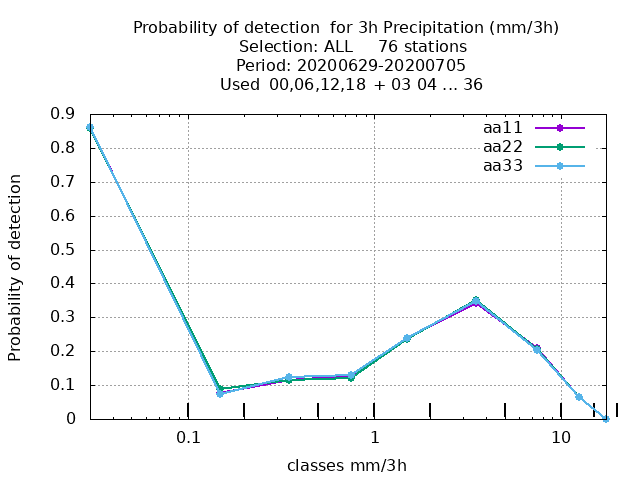 Probability of detection  for 3h Precipitation (mm/3h)
Selection: ALL     76 stations
Period: 20200629-20200705
Used  00,06,12,18  + 03 04 ... 36
aa11
aa22
aa33
0.9
0.8
0.7
0.6
0.5
0.4
0.3
0.2
0.1
0
Probability of detection
0.1
1
10
classes mm/3h